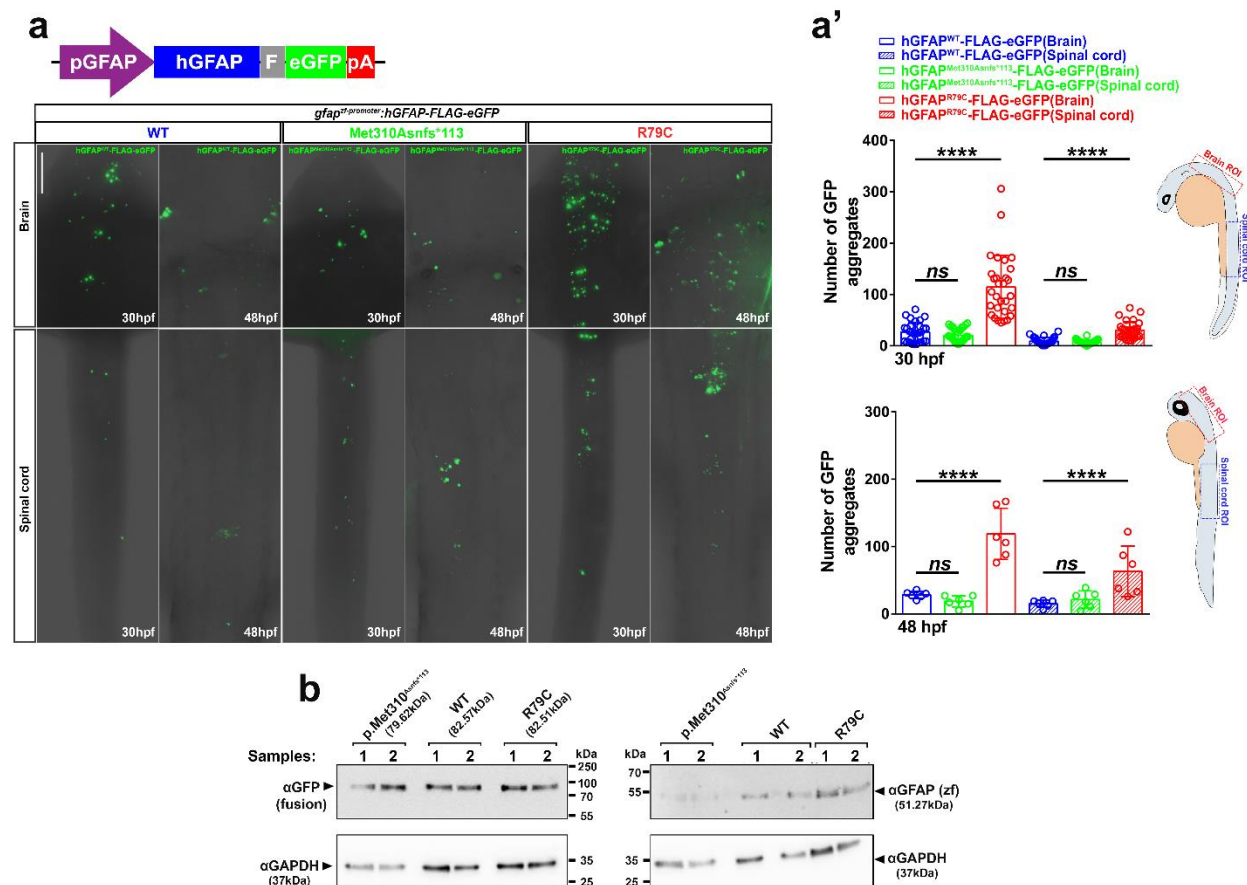 a
pGFAP hGFAP F eGFP pA
gfap^zf-promoter:hGFAP-FLAG-eGFP
WT Met310Asnfs*113 R79C
Brain
hGFAP^WT-FLAG-eGFP hGFAP^WT-FLAG-eGFP hGFAP^Met310Asnfs*113-FLAG-eGFP hGFAP^Met310Asnfs*113-FLAG-eGFP hGFAP^R79C-FLAG-eGFP hGFAP^R79C-FLAG-eGFP
30hpf 48hpf 30hpf 48hpf 30hpf 48hpf
Spinal cord
30hpf 48hpf 30hpf 48hpf 30hpf 48hpf
a'
hGFAP^WT-FLAG-eGFP(Brain)
hGFAP^WT-FLAG-eGFP(Spinal cord)
hGFAP^Met310Asnfs*113-FLAG-eGFP(Brain)
hGFAP^Met310Asnfs*113-FLAG-eGFP(Spinal cord)
hGFAP^R79C-FLAG-eGFP(Brain)
hGFAP^R79C-FLAG-eGFP(Spinal cord)
Number of GFP
aggregates
400
300
200
100
0
**** ****
ns ns
30 hpf
Brain ROI
Spinal cord ROI
Number of GFP
aggregates
300
200
100
0
**** ****
ns ns
48 hpf
Brain ROI
Spinal cord ROI
b
p.Met310^Asnfs*113
(79.62kDa)
WT
(82.57kDa)
R79C
(82.51kDa)
Samples: 1 2 1 2 1 2 kDa
250
100
70
55
αGFP
(fusion)
αGAPDH
(37kDa)
35
25
p.Met310^Asnfs*113
WT
R79C
kDa 1 2 1 2 1 2
70
55
αGFAP (zf)
(51.27kDa)
35
25
αGAPDH
(37kDa)